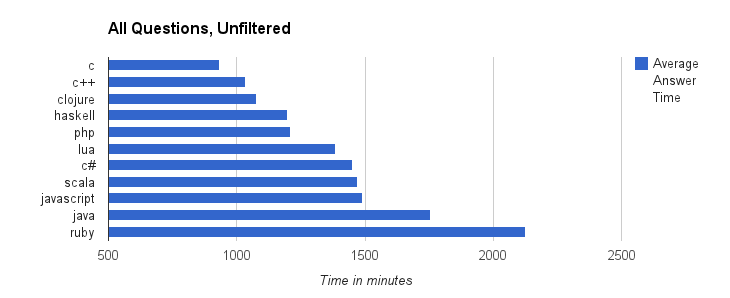 All Questions, Unfiltered
c
c++
clojure
haskell
php
lua
c#
scala
javascript
java
ruby
500 1000 1500 2000 2500
Time in minutes
Average
Answer
Time